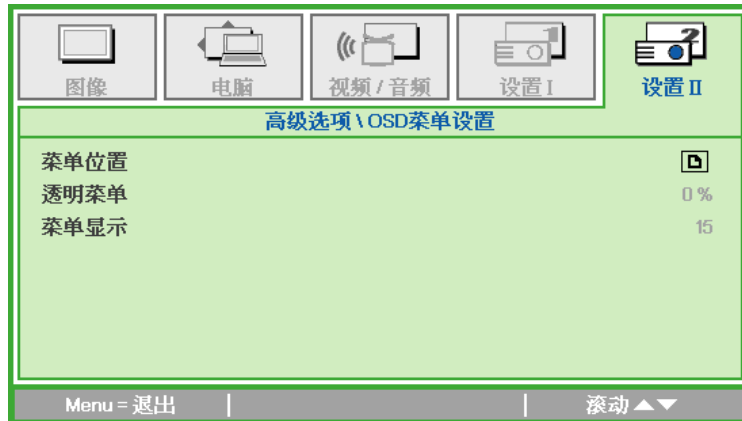 图像 电脑 视频 / 音频 设置 I 设置 II
高级选项 \ OSD菜单设置
菜单位置
透明菜单 0 %
菜单显示 15
Menu = 退出 滚动 ▲▼